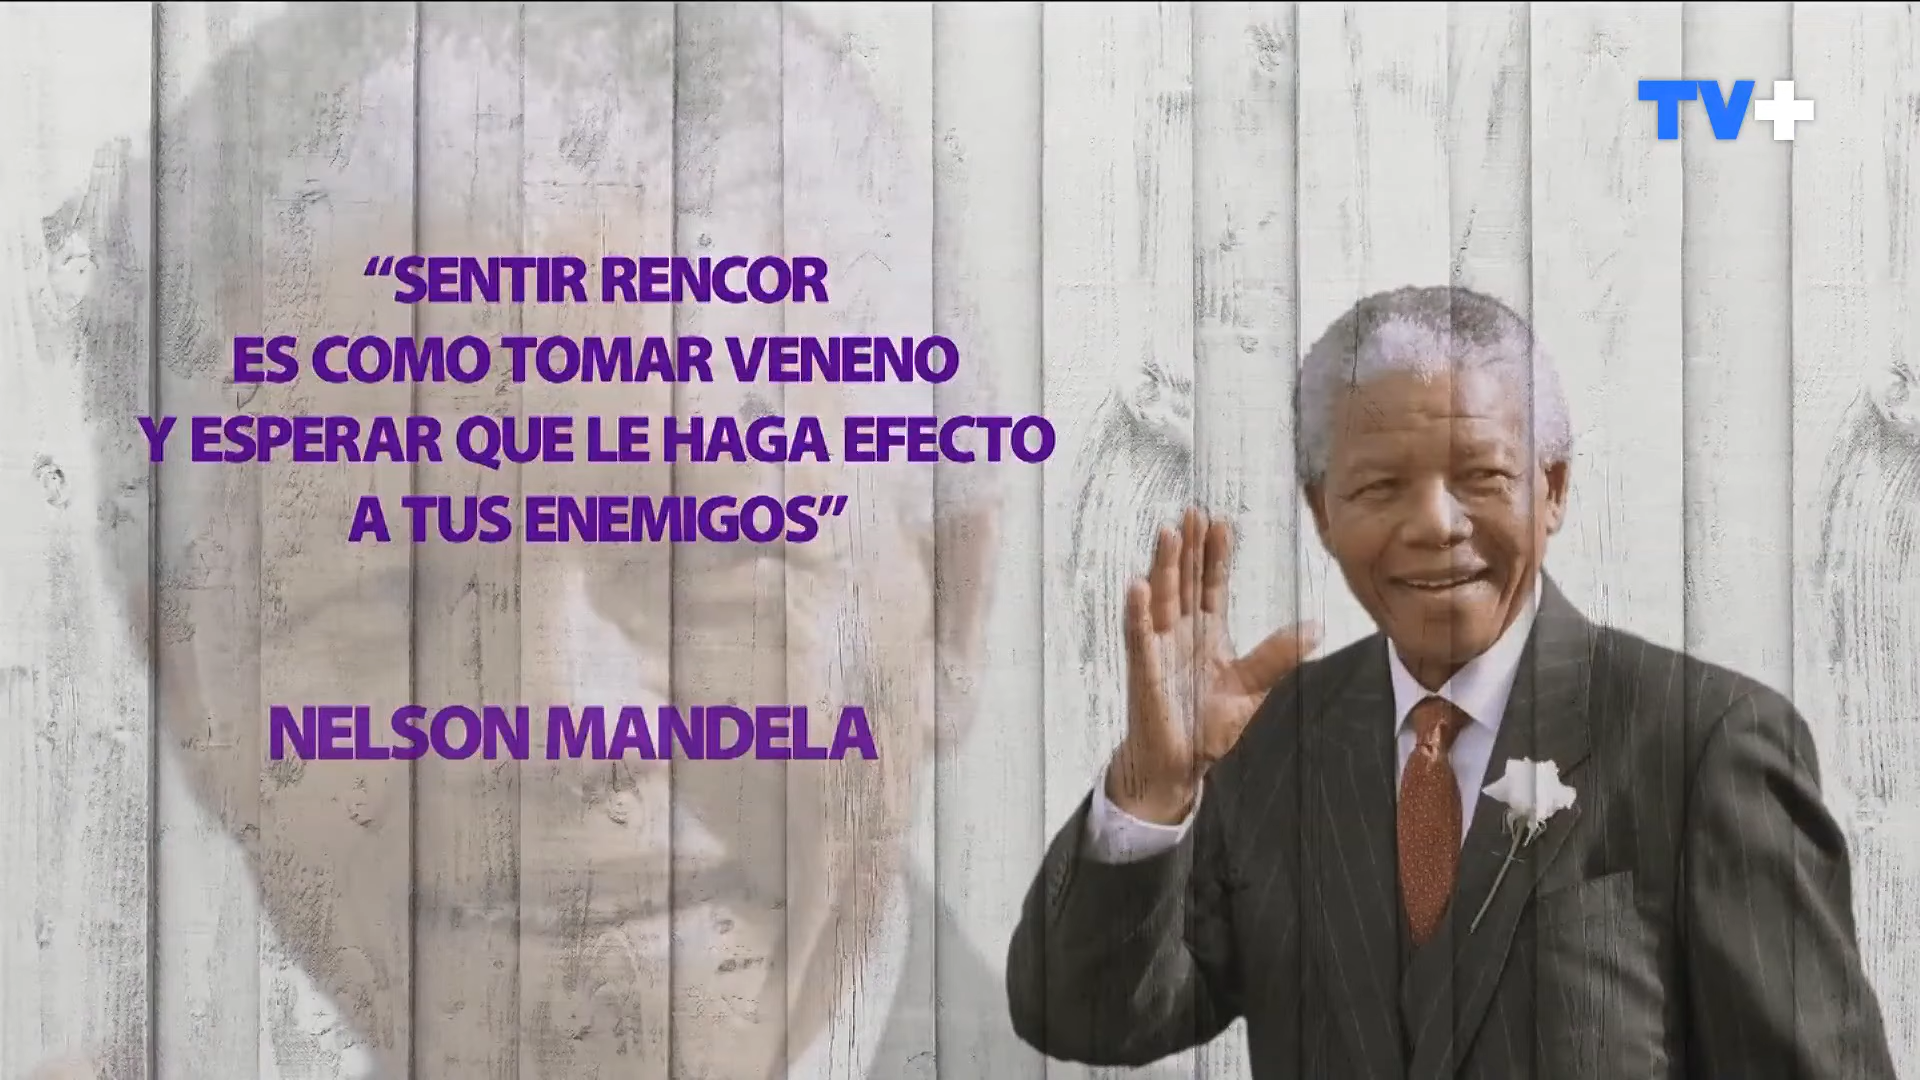 TV+
“SENTIR RENCOR
ES COMO TOMAR VENENO
Y ESPERAR QUE LE HAGA EFECTO
A TUS ENEMIGOS”
NELSON MANDELA